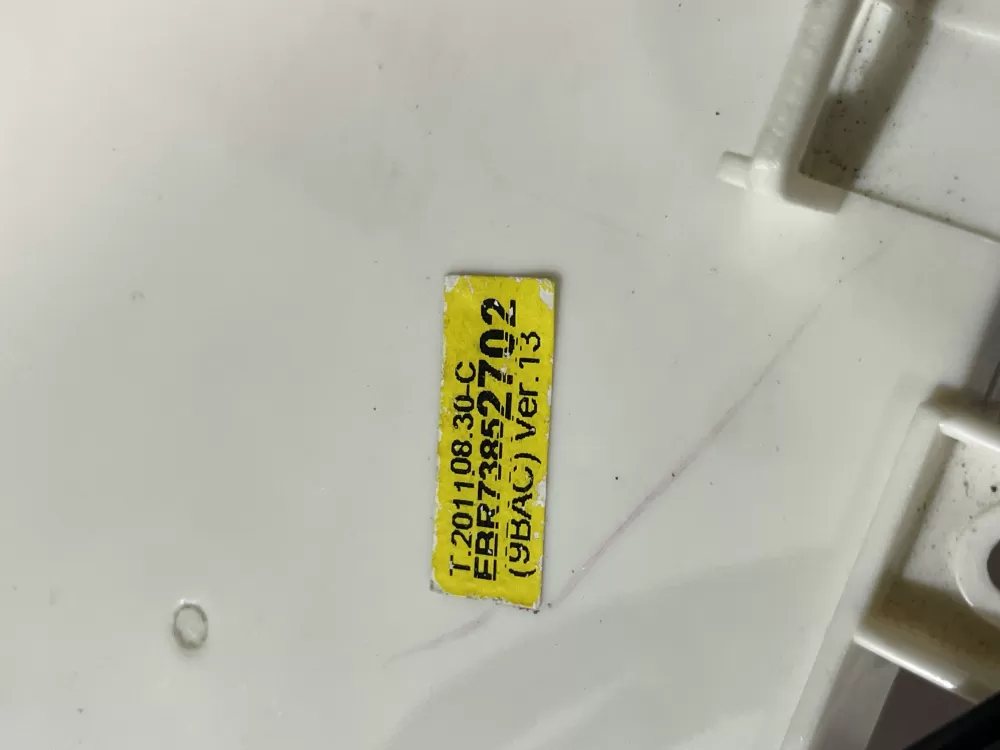 T.2011.08.30-C
EBR73852702
(9BAC) Ver.13